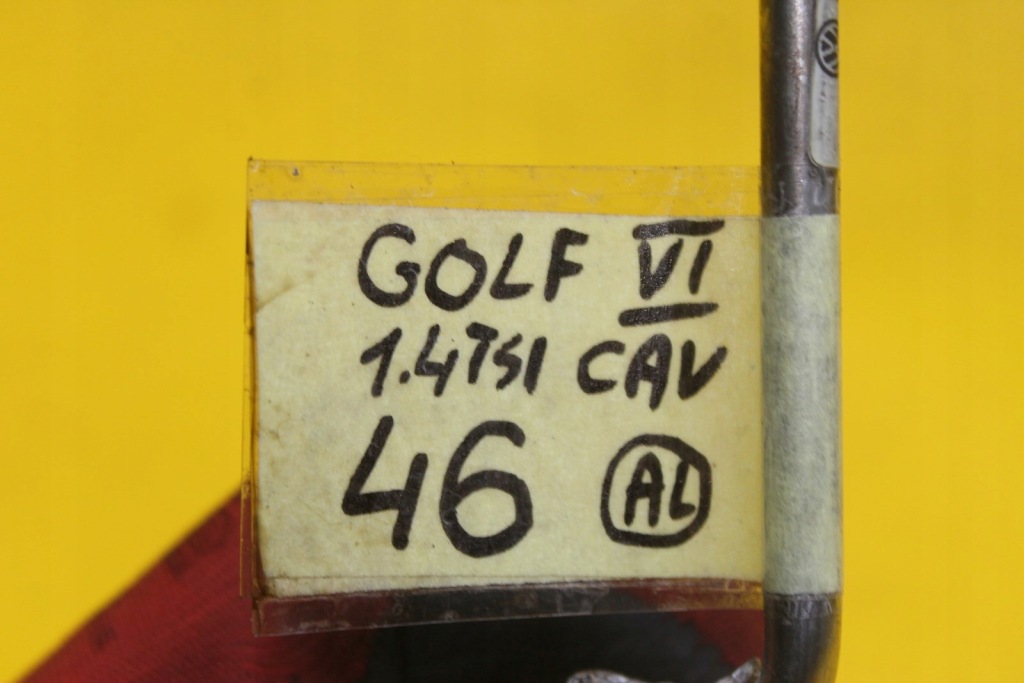 GOLF VI
1.4TSI CAV
46 AL